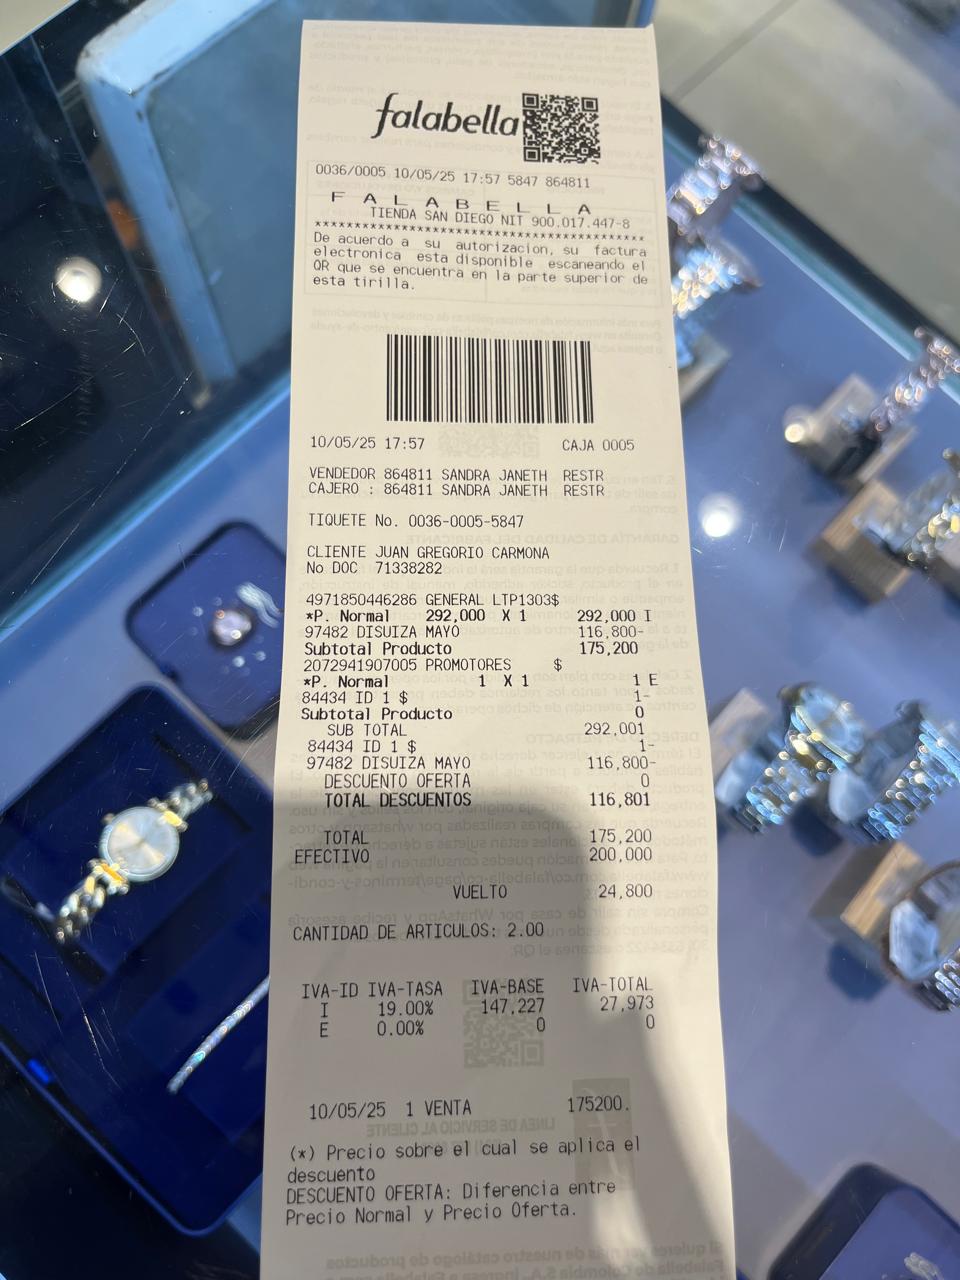 falabella
0036/0005 10/05/25 17:57 5847 864811
F A L A B E L L A
TIENDA SAN DIEGO NIT 900.017.447-8
********************************************
De acuerdo a su autorizacion, su factura
electronica esta disponible escaneando el
QR que se encuentra en la parte superior de
esta tirilla.
10/05/25 17:57 CAJA 0005
VENDEDOR 864811 SANDRA JANETH RESTR
CAJERO : 864811 SANDRA JANETH RESTR
TIQUETE No. 0036-0005-5847
CLIENTE JUAN GREGORIO CARMONA
No DOC 71338282
4971850446286 GENERAL LTP1303$
*P. Normal 292,000 X 1 292,000 I
97482 DISUIZA MAYO 116,800-
Subtotal Producto 175,200
2072941907005 PROMOTORES $
*P. Normal 1 X 1 1 E
84434 ID 1 $ 1-
Subtotal Producto 0
SUB TOTAL 292,001
84434 ID 1 $ 1-
97482 DISUIZA MAYO 116,800-
DESCUENTO OFERTA 0
TOTAL DESCUENTOS 116,801
TOTAL 175,200
EFECTIVO 200,000
VUELTO 24,800
CANTIDAD DE ARTICULOS: 2.00
IVA-ID IVA-TASA IVA-BASE IVA-TOTAL
I 19.00% 147,227 27,973
E 0.00% 0 0
10/05/25 1 VENTA 175200.
(*) Precio sobre el cual se aplica el
descuento
DESCUENTO OFERTA: Diferencia entre
Precio Normal y Precio Oferta.